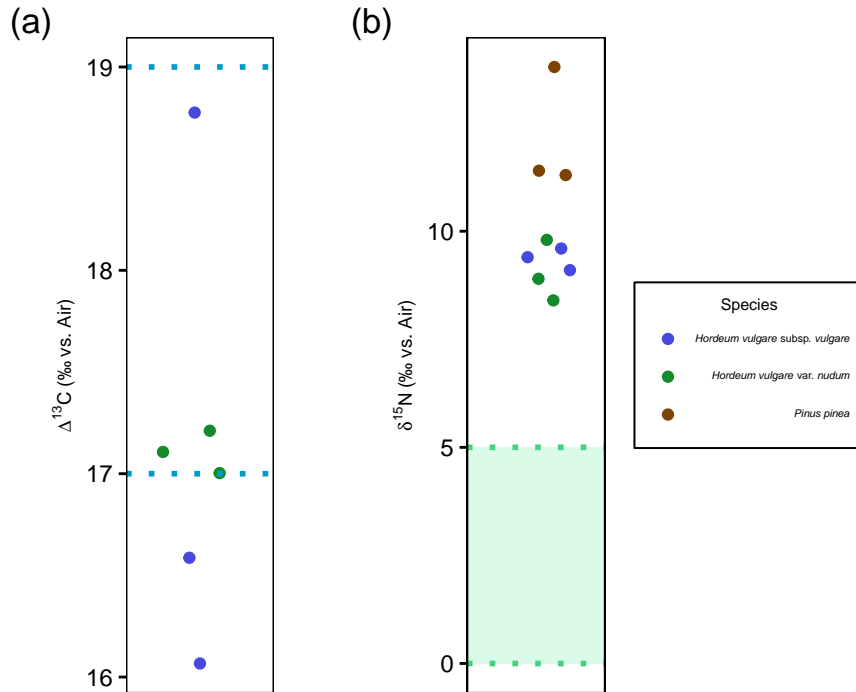 (a)
19
18
17
16
Δ¹³C (‰ vs. Air)
(b)
10
5
0
δ¹⁵N (‰ vs. Air)
Species
Hordeum vulgare subsp. vulgare
Hordeum vulgare var. nudum
Pinus pinea